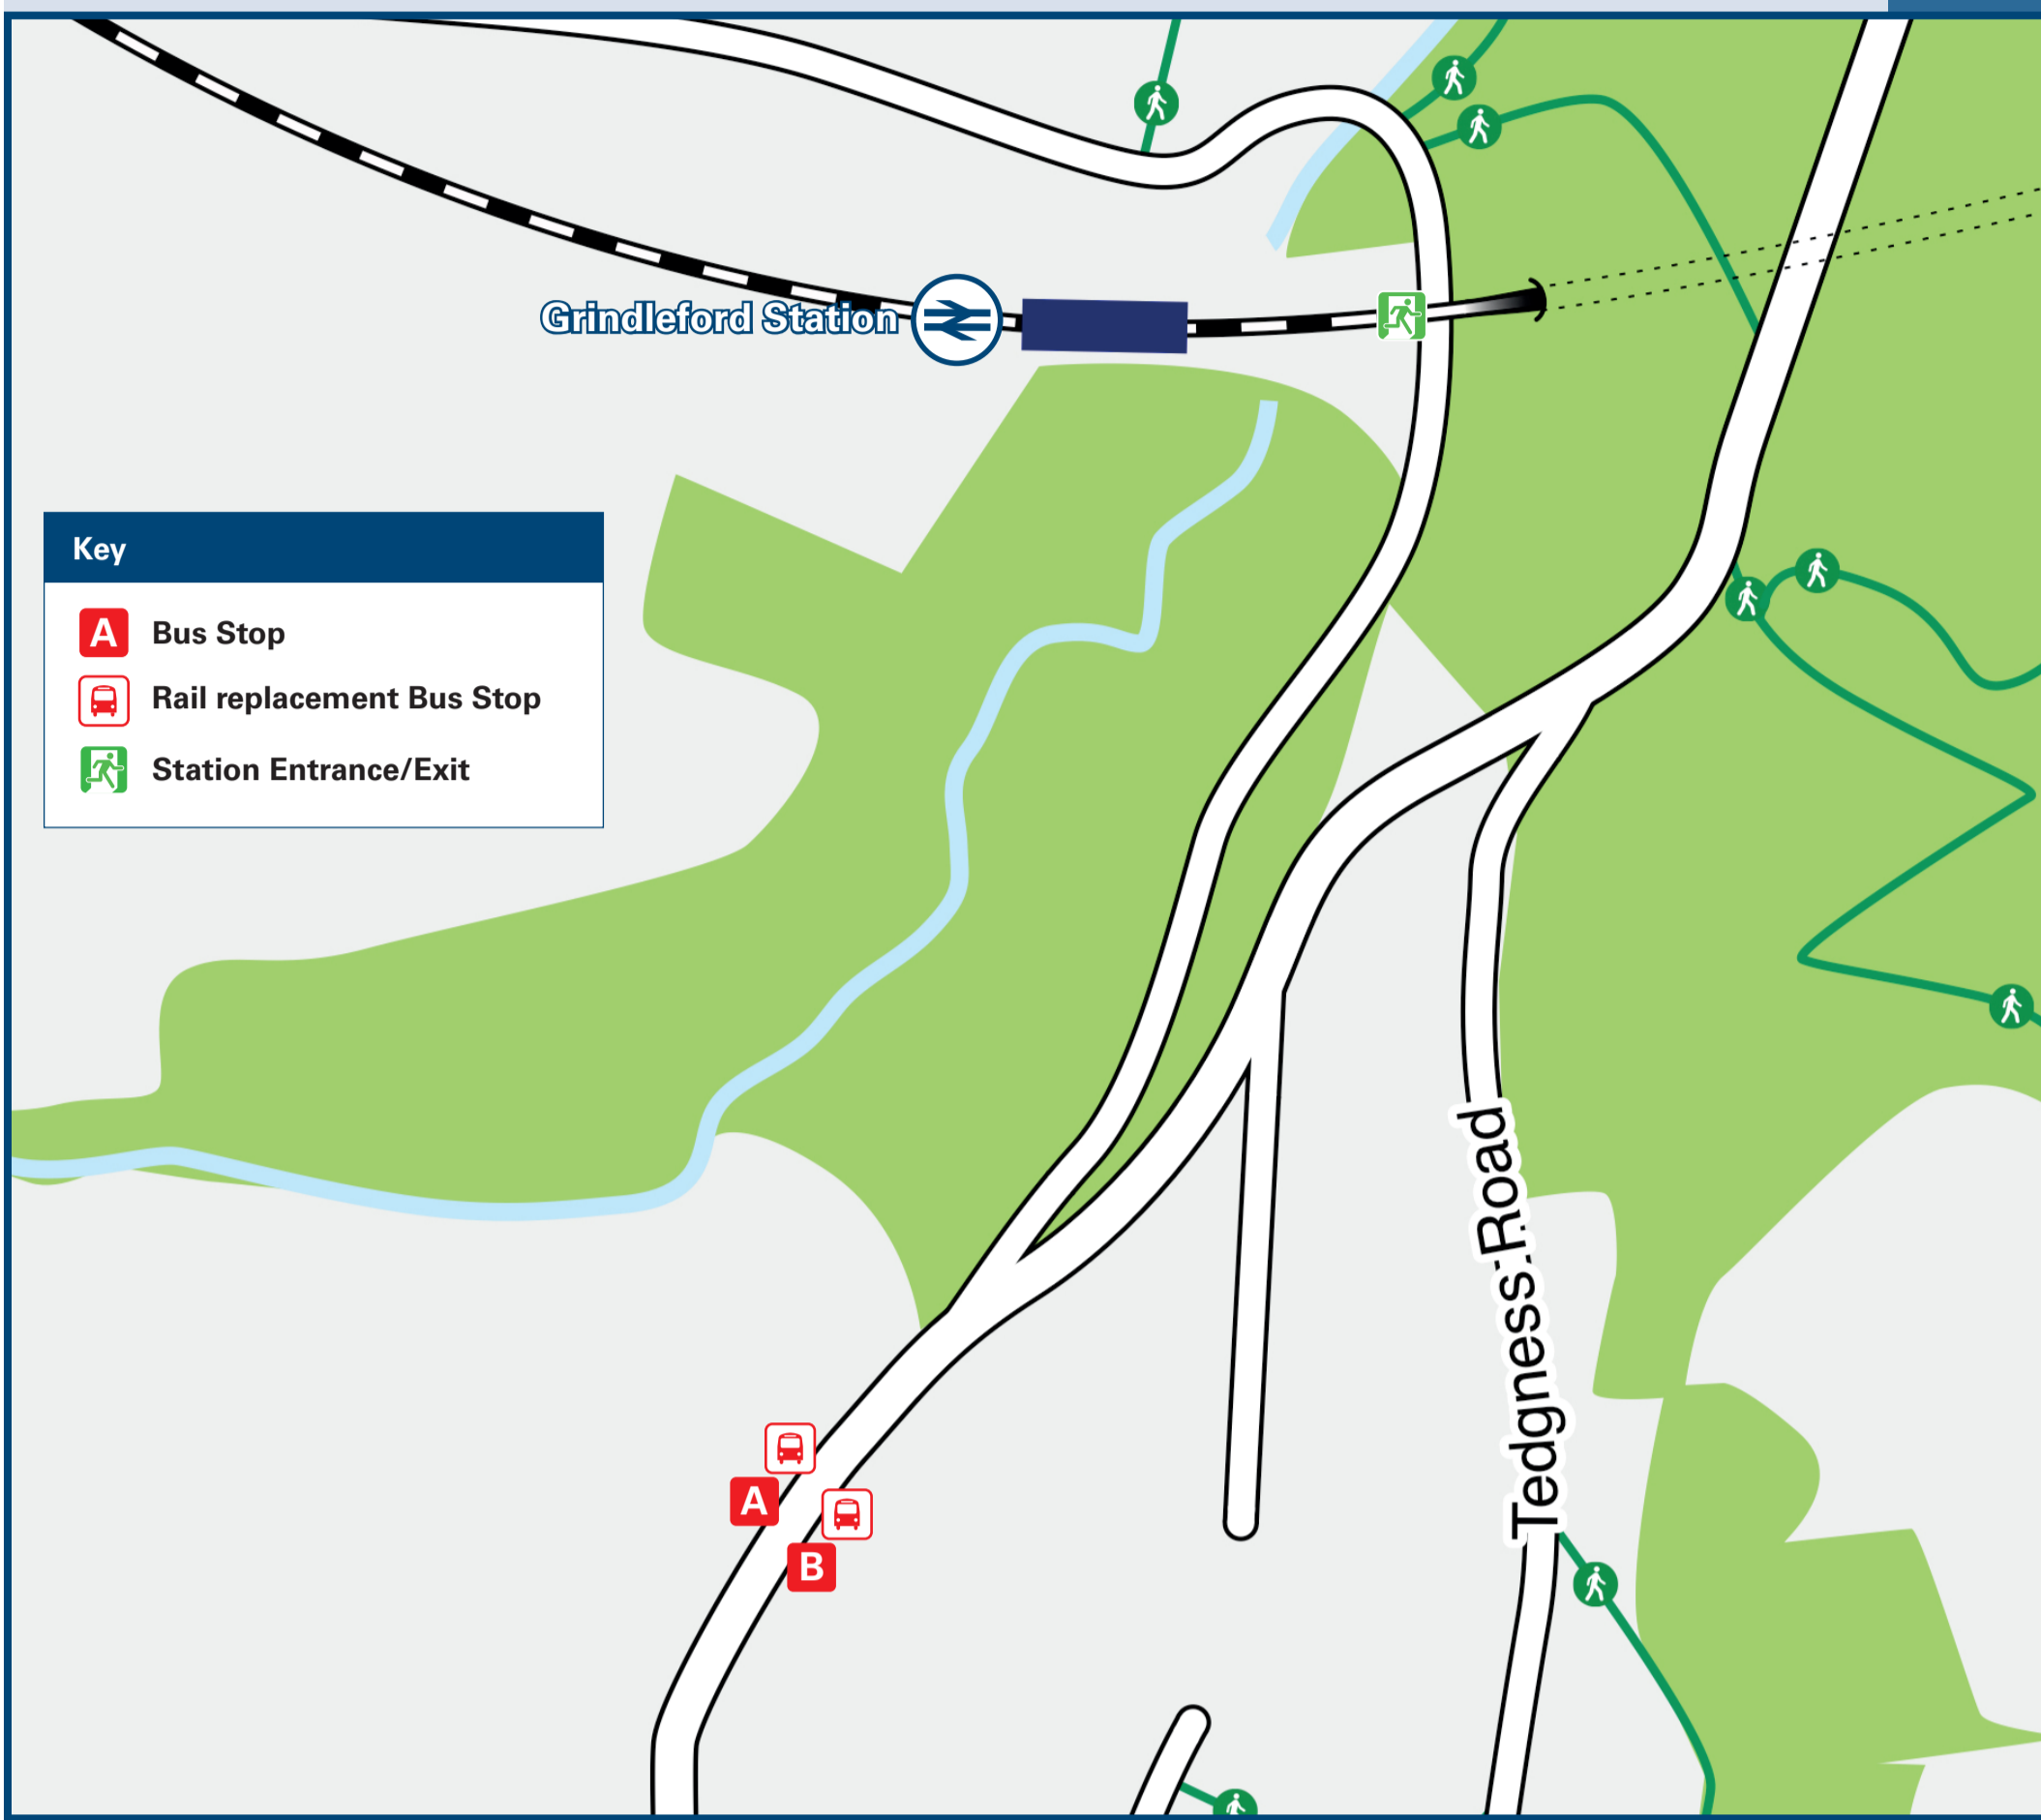 Grindleford Station
Key
A Bus Stop
Rail replacement Bus Stop
Station Entrance/Exit
Tedgness Road
A
B